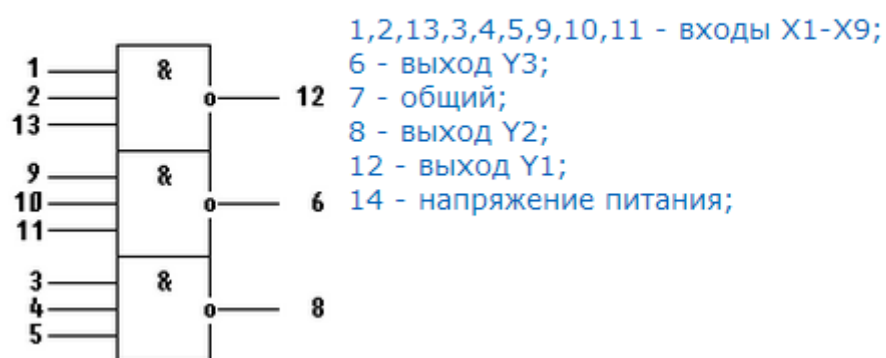 1,2,13,3,4,5,9,10,11 - входы X1-X9;
6 - выход Y3;
7 - общий;
8 - выход Y2;
12 - выход Y1;
14 - напряжение питания;
1 &
2 12
13
9 &
10 6
11
3 &
4 8
5